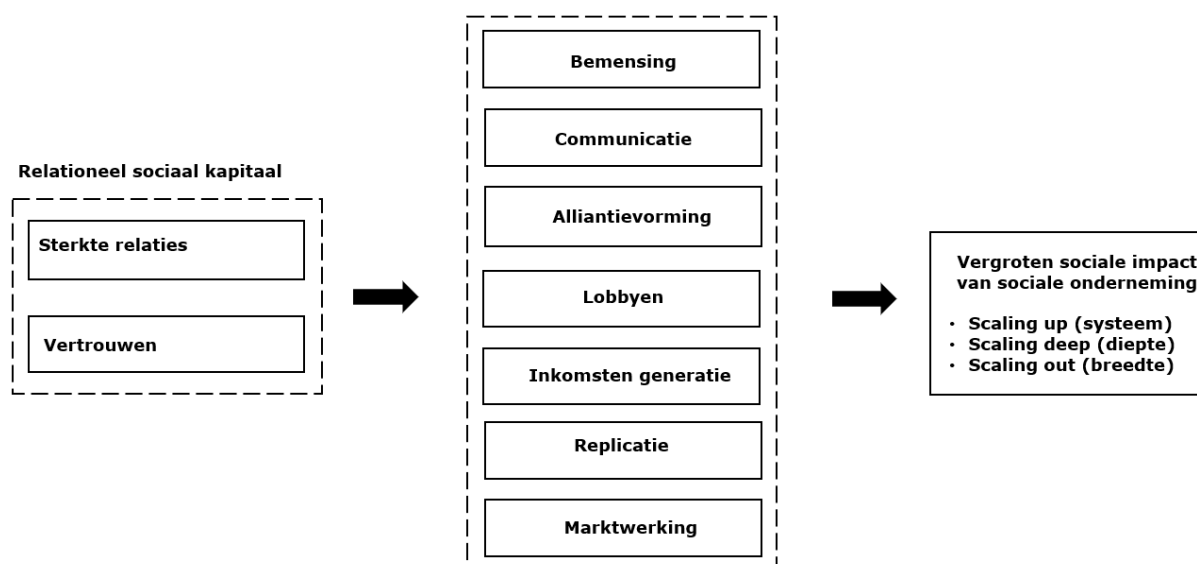 Relationeel sociaal kapitaal
Sterkte relaties
Vertrouwen
Bemensing
Communicatie
Alliantievorming
Lobbyen
Inkomsten generatie
Replicatie
Marktwerking
Vergroten sociale impact
van sociale onderneming
• Scaling up (systeem)
• Scaling deep (diepte)
• Scaling out (breedte)